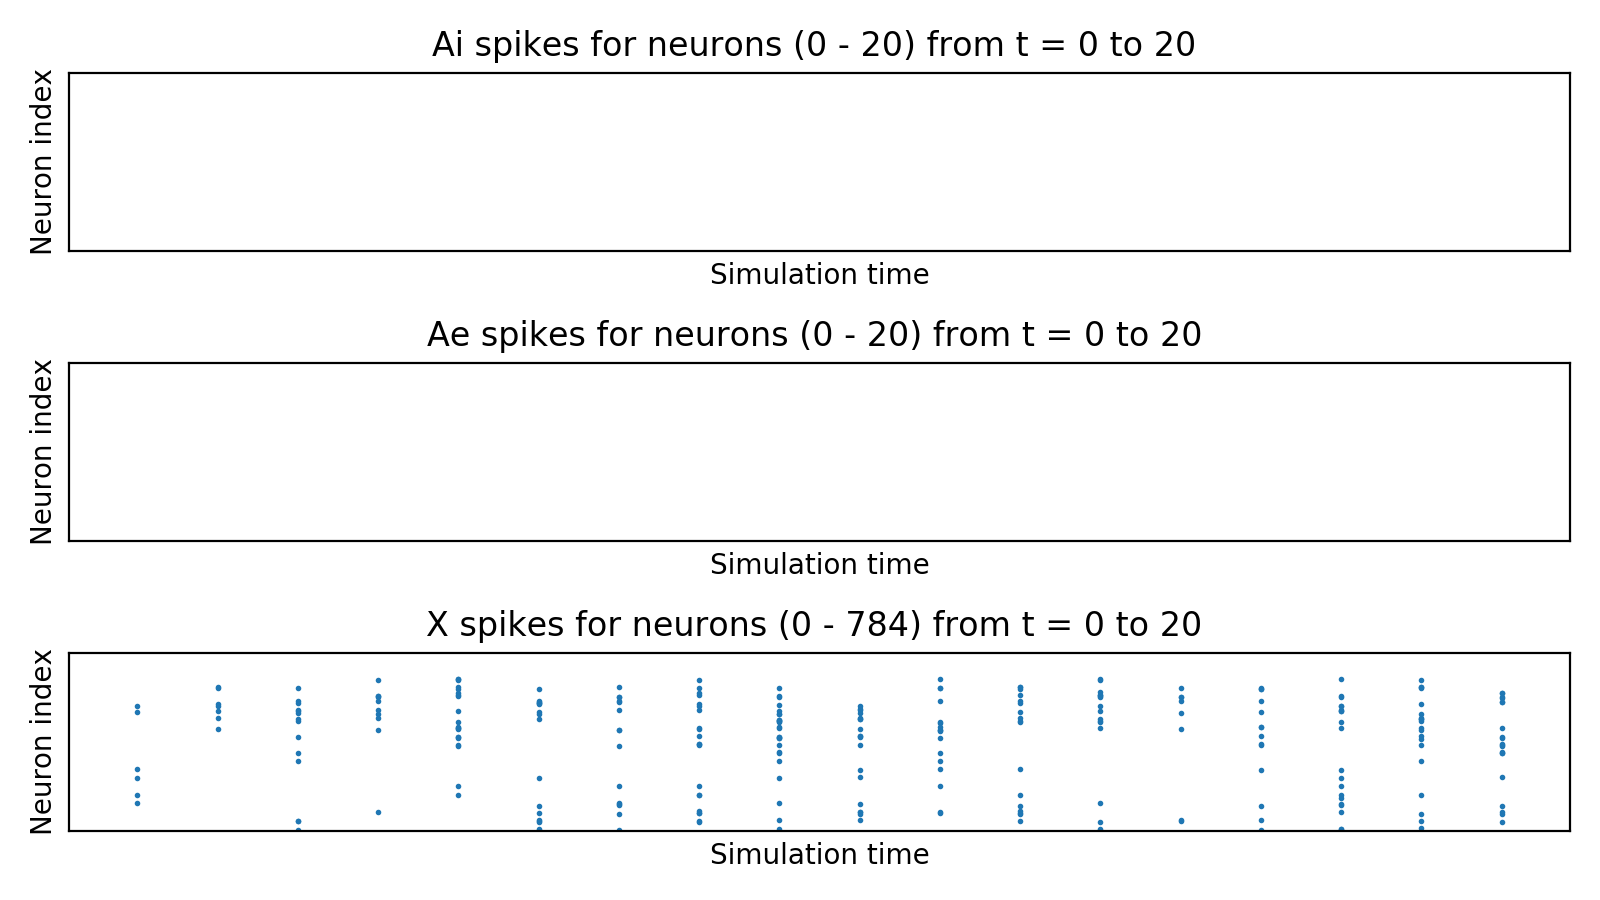 Ai spikes for neurons (0 - 20) from t = 0 to 20
Neuron index
Simulation time
Ae spikes for neurons (0 - 20) from t = 0 to 20
Neuron index
Simulation time
X spikes for neurons (0 - 784) from t = 0 to 20
Neuron index
Simulation time